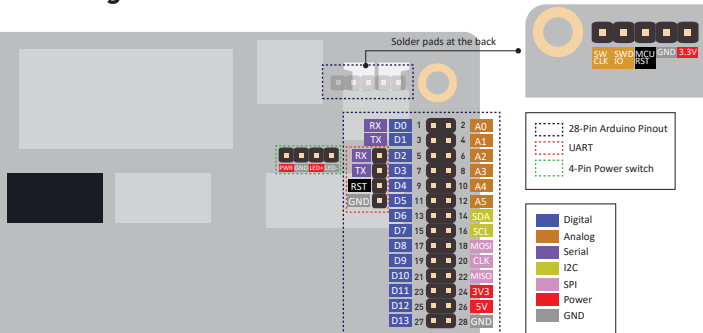 Solder pads at the back
SW CLK
SWD IO
MCU RST
GND
3.3V
28-Pin Arduino Pinout
UART
4-Pin Power switch
PWR GND LED+ LED-
RX
TX
RST
GND
RX D0 1 2 A0
TX D1 3 4 A1
D2 5 6 A2
D3 7 8 A3
D4 9 10 A4
D5 11 12 A5
D6 13 14 SDA
D7 15 16 SCL
D8 17 18 MOSI
D9 19 20 CLK
D10 21 22 MISO
D11 23 24 3V3
D12 25 26 5V
D13 27 28 GND
Digital
Analog
Serial
I2C
SPI
Power
GND